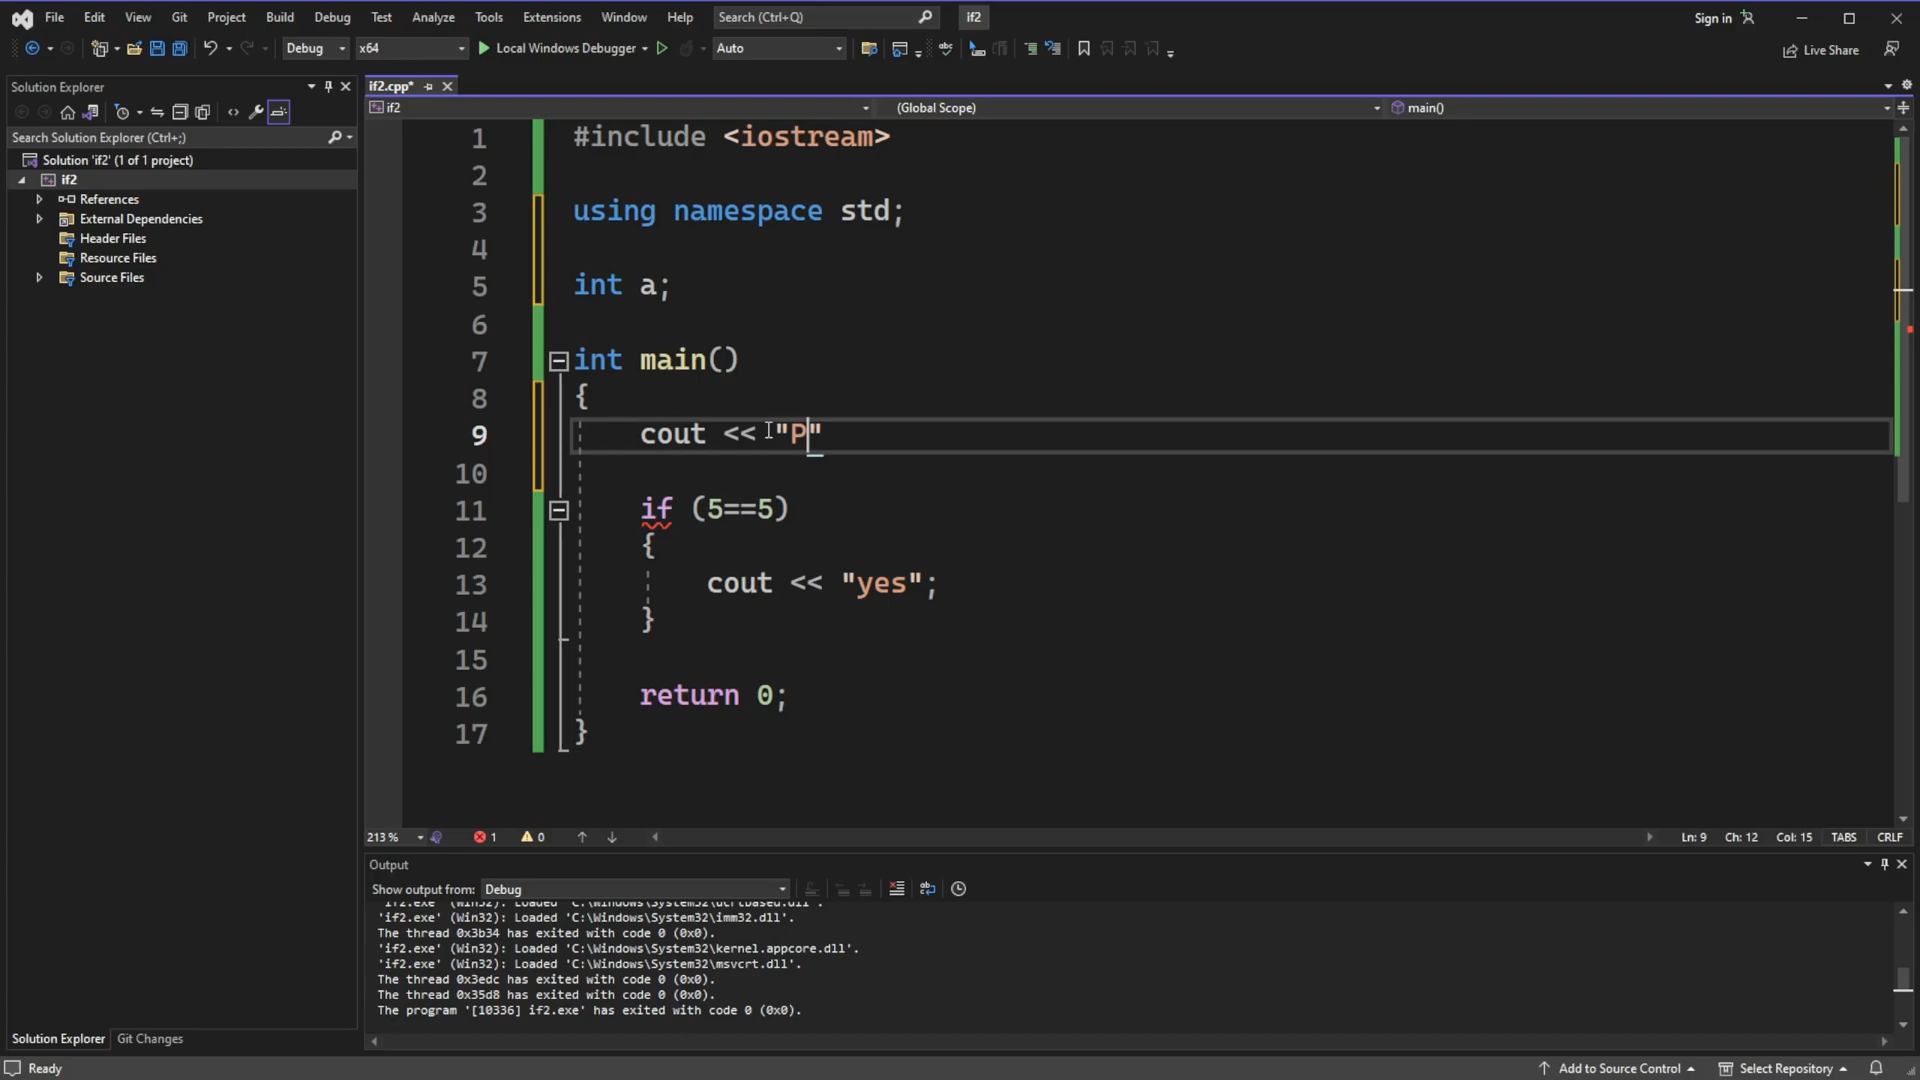 File Edit View Git Project Build Debug Test Analyze Tools Extensions Window Help Search (Ctrl+Q) if2 Sign in
Debug x64 Local Windows Debugger Auto Live Share
Solution Explorer
Search Solution Explorer (Ctrl+;)
Solution 'if2' (1 of 1 project)
if2
References
External Dependencies
Header Files
Resource Files
Source Files
if2.cpp*
if2 (Global Scope) main()
1 #include <iostream>
2
3 using namespace std;
4
5 int a;
6
7 int main()
8 {
9 cout << "P"
10
11 if (5==5)
12 {
13 cout << "yes";
14 }
15
16 return 0;
17 }
213 % 1 0 Ln: 9 Ch: 12 Col: 15 TABS CRLF
Output
Show output from: Debug
'if2.exe' (Win32): Loaded 'C:\Windows\System32\ucrtbased.dll'.
'if2.exe' (Win32): Loaded 'C:\Windows\System32\imm32.dll'.
The thread 0x3b34 has exited with code 0 (0x0).
'if2.exe' (Win32): Loaded 'C:\Windows\System32\kernel.appcore.dll'.
'if2.exe' (Win32): Loaded 'C:\Windows\System32\msvcrt.dll'.
The thread 0x3edc has exited with code 0 (0x0).
The thread 0x35d8 has exited with code 0 (0x0).
The program '[10336] if2.exe' has exited with code 0 (0x0).
Solution Explorer Git Changes
Ready Add to Source Control Select Repository